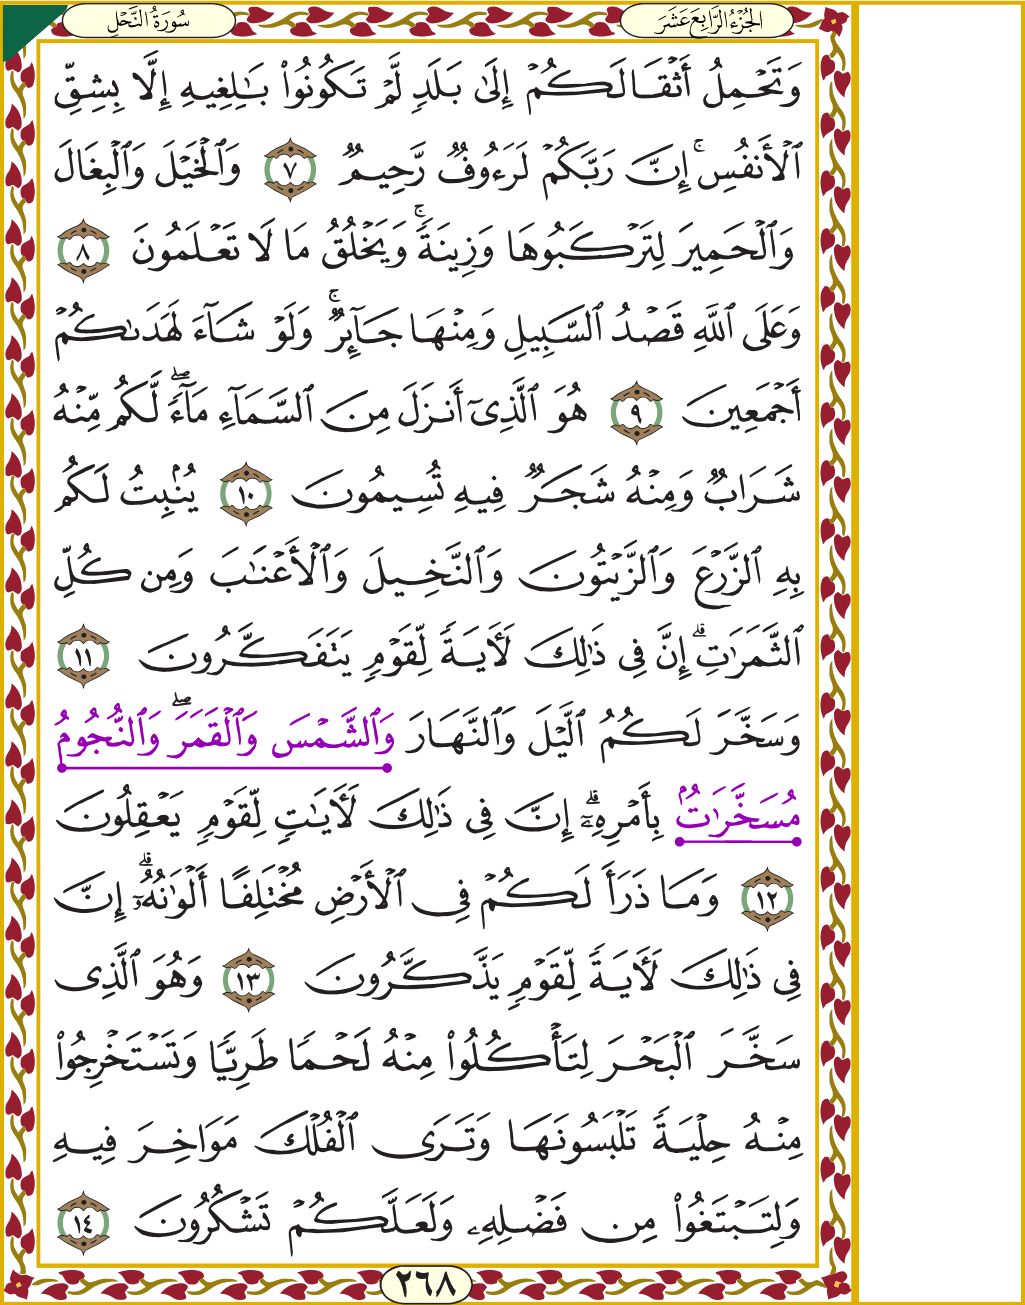 الجُزْءُ الرَّابِعَ عَشَرَ
سُورَةُ النَّحْلِ
وَتَحْمِلُ أَثْقَالَكُمْ إِلَىٰ بَلَدٍ لَّمْ تَكُونُوا۟ بَـٰلِغِيهِ إِلَّا بِشِقِّ
ٱلْأَنفُسِ ۚ إِنَّ رَبَّكُمْ لَرَءُوفٌ رَّحِيمٌ ٧ وَٱلْخَيْلَ وَٱلْبِغَالَ
وَٱلْحَمِيرَ لِتَرْكَبُوهَا وَزِينَةً ۚ وَيَخْلُقُ مَا لَا تَعْلَمُونَ ٨
وَعَلَى ٱللَّهِ قَصْدُ ٱلسَّبِيلِ وَمِنْهَا جَآئِرٌ ۚ وَلَوْ شَآءَ لَهَدَىٰكُمْ
أَجْمَعِينَ ٩ هُوَ ٱلَّذِىٓ أَنزَلَ مِنَ ٱلسَّمَآءِ مَآءً ۖ لَّكُم مِّنْهُ
شَرَابٌ وَمِنْهُ شَجَرٌ فِيهِ تُسِيمُونَ ١٠ يُنۢبِتُ لَكُم
بِهِ ٱلزَّرْعَ وَٱلزَّيْتُونَ وَٱلنَّخِيلَ وَٱلْأَعْنَـٰبَ وَمِن كُلِّ
ٱلثَّمَرَٰتِ ۗ إِنَّ فِى ذَٰلِكَ لَـَٔايَةً لِّقَوْمٍ يَتَفَكَّرُونَ ١١
وَسَخَّرَ لَكُمُ ٱلَّيْلَ وَٱلنَّهَارَ وَٱلشَّمْسَ وَٱلْقَمَرَ ۖ وَٱلنُّجُومُ
مُسَخَّرَٰتٌۢ بِأَمْرِهِۦٓ ۗ إِنَّ فِى ذَٰلِكَ لَـَٔايَـٰتٍ لِّقَوْمٍ يَعْقِلُونَ
١٢ وَمَا ذَرَأَ لَكُمْ فِى ٱلْأَرْضِ مُخْتَلِفًا أَلْوَٰنُهُۥٓ ۗ إِنَّ
فِى ذَٰلِكَ لَـَٔايَةً لِّقَوْمٍ يَذَّكَّرُونَ ١٣ وَهُوَ ٱلَّذِى
سَخَّرَ ٱلْبَحْرَ لِتَأْكُلُوا۟ مِنْهُ لَحْمًا طَرِيًّا وَتَسْتَخْرِجُوا۟
مِنْهُ حِلْيَةً تَلْبَسُونَهَا وَتَرَى ٱلْفُلْكَ مَوَاخِرَ فِيهِ
وَلِتَبْتَغُوا۟ مِن فَضْلِهِۦ وَلَعَلَّكُمْ تَشْكُرُونَ ١٤
٢٦٨